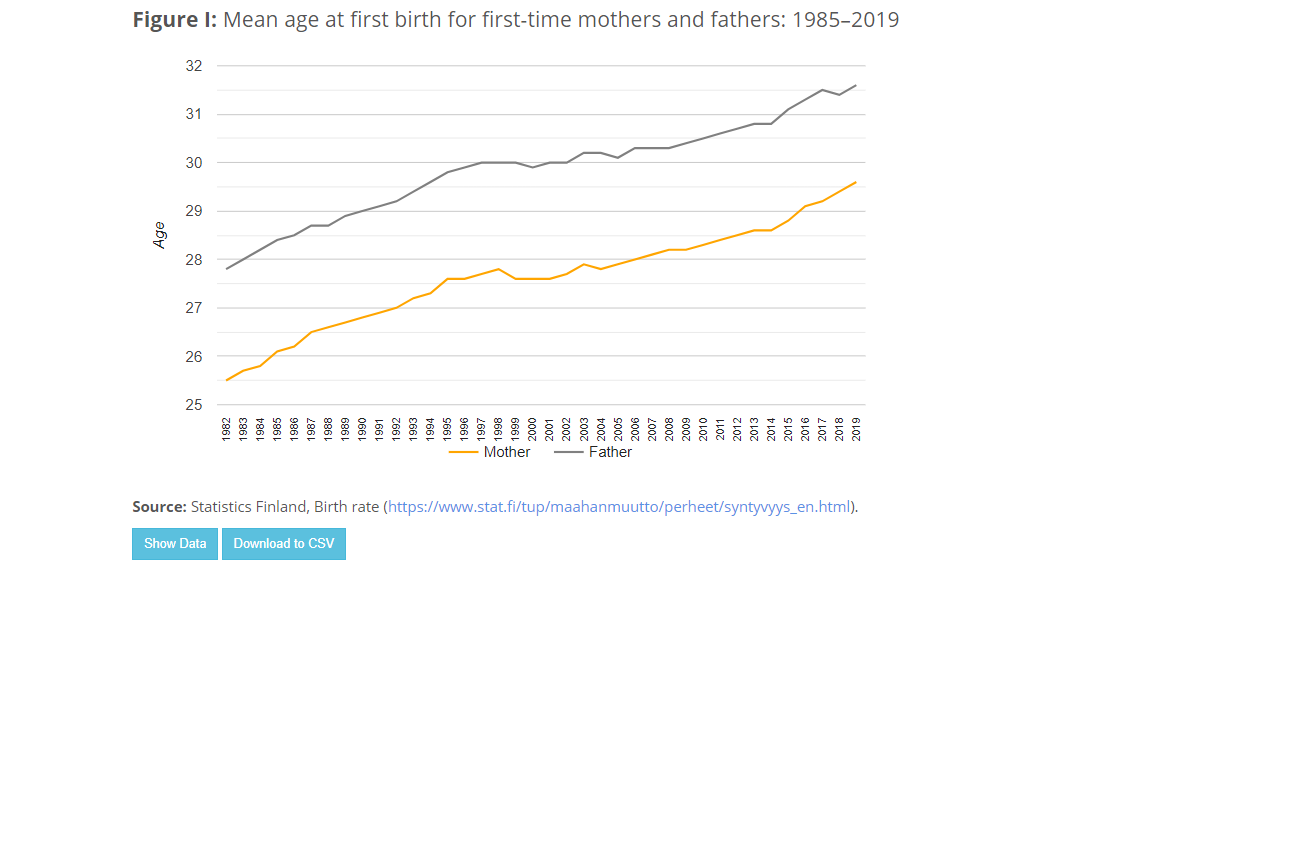 Figure I: Mean age at first birth for first-time mothers and fathers: 1985–2019
32
31
30
29
28
27
26
25
Age
1982 1983 1984 1985 1986 1987 1988 1989 1990 1991 1992 1993 1994 1995 1996 1997 1998 1999 2000 2001 2002 2003 2004 2005 2006 2007 2008 2009 2010 2011 2012 2013 2014 2015 2016 2017 2018 2019
Mother Father
Source: Statistics Finland, Birth rate (https://www.stat.fi/tup/maahanmuutto/perheet/syntyvyys_en.html).
Show Data Download to CSV